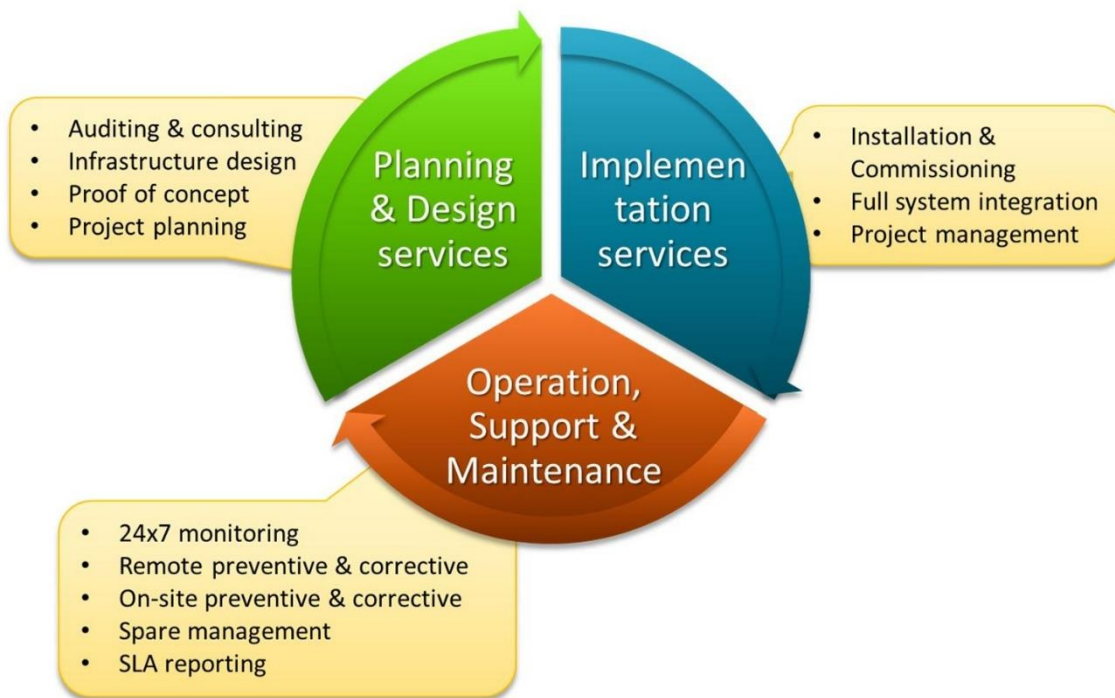 • Auditing & consulting
• Infrastructure design
• Proof of concept
• Project planning
Planning
& Design
services
Implemen
tation
services
• Installation &
Commissioning
• Full system integration
• Project management
Operation,
Support &
Maintenance
• 24x7 monitoring
• Remote preventive & corrective
• On-site preventive & corrective
• Spare management
• SLA reporting